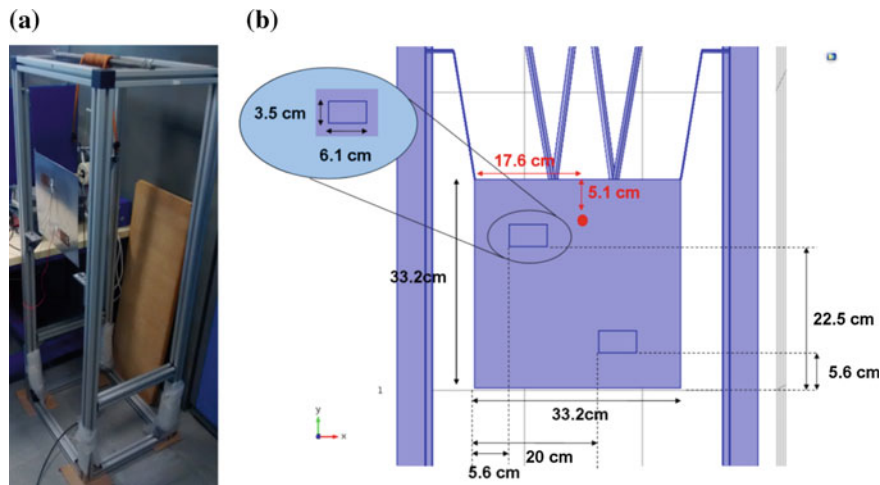 (a)
(b)
3.5 cm
6.1 cm
17.6 cm
5.1 cm
33.2cm
22.5 cm
5.6 cm
1
33.2cm
y
x
20 cm
5.6 cm